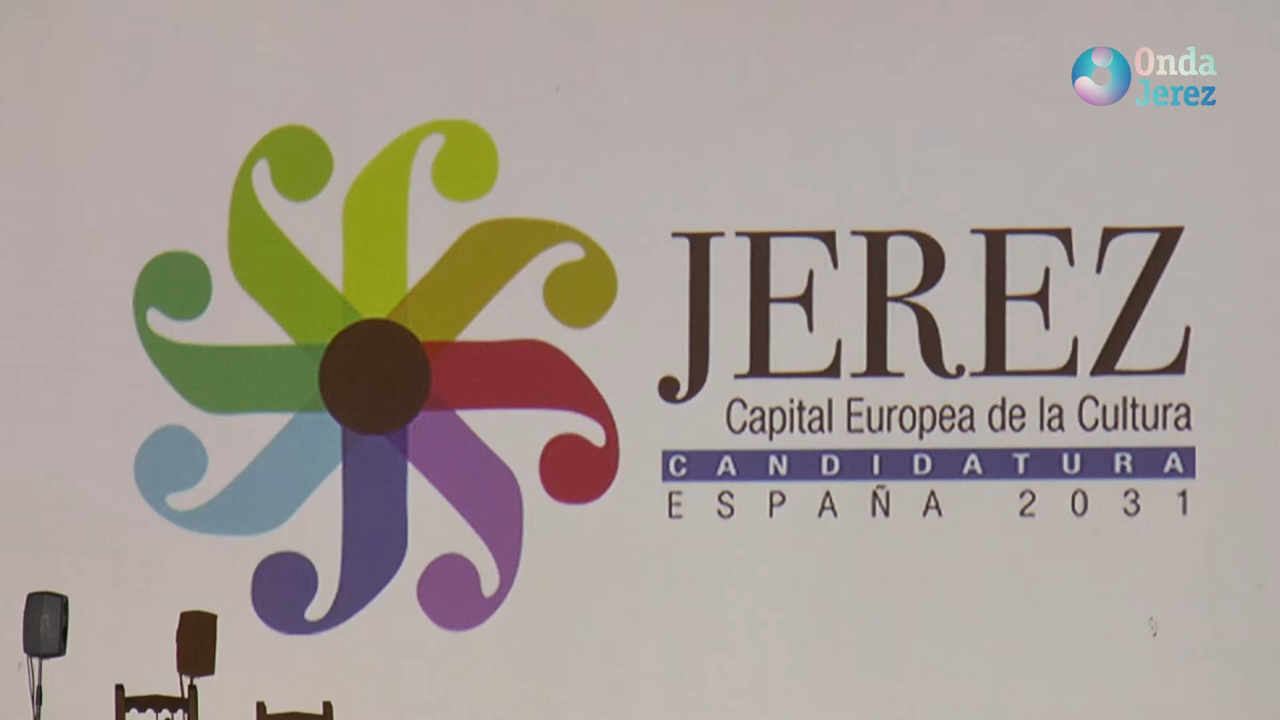 Onda
Jerez
JEREZ
Capital Europea de la Cultura
CANDIDATURA
ESPAÑA 2031